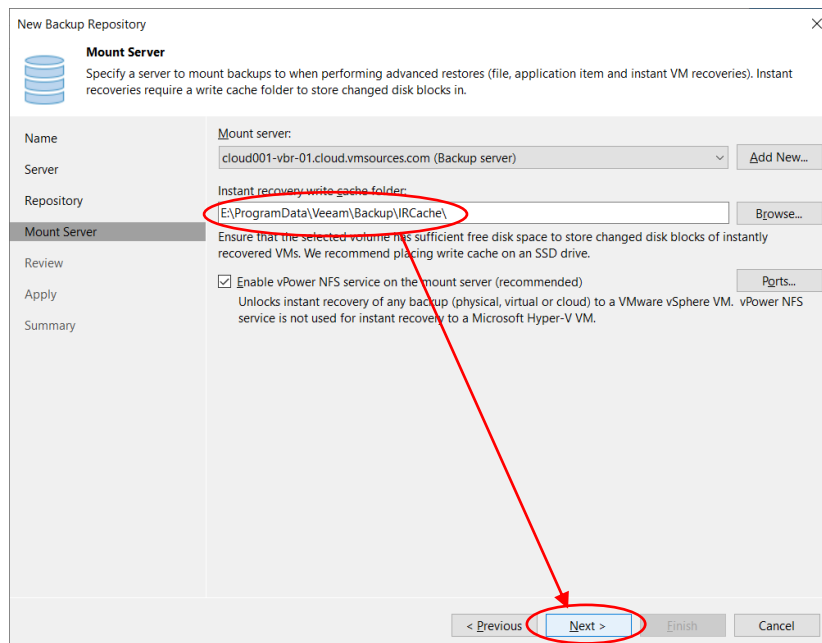 New Backup Repository
Mount Server
Specify a server to mount backups to when performing advanced restores (file, application item and instant VM recoveries). Instant
recoveries require a write cache folder to store changed disk blocks in.
Name
Server
Repository
Mount Server
Review
Apply
Summary
Mount server:
cloud001-vbr-01.cloud.vmsources.com (Backup server)
Add New...
Instant recovery write cache folder:
E:\ProgramData\Veeam\Backup\IRCache\
Browse...
Ensure that the selected volume has sufficient free disk space to store changed disk blocks of instantly
recovered VMs. We recommend placing write cache on an SSD drive.
Enable vPower NFS service on the mount server (recommended)
Ports...
Unlocks instant recovery of any backup (physical, virtual or cloud) to a VMware vSphere VM. vPower NFS
service is not used for instant recovery to a Microsoft Hyper-V VM.
< Previous
Next >
Finish
Cancel